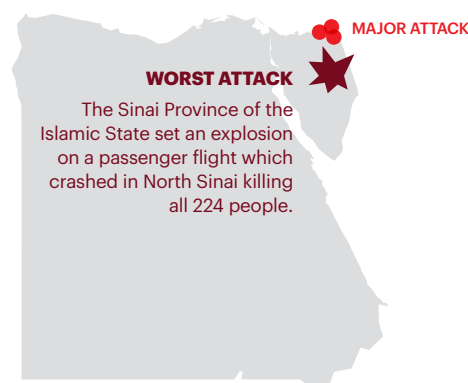 MAJOR ATTACK
WORST ATTACK
The Sinai Province of the
Islamic State set an explosion
on a passenger flight which
crashed in North Sinai killing
all 224 people.